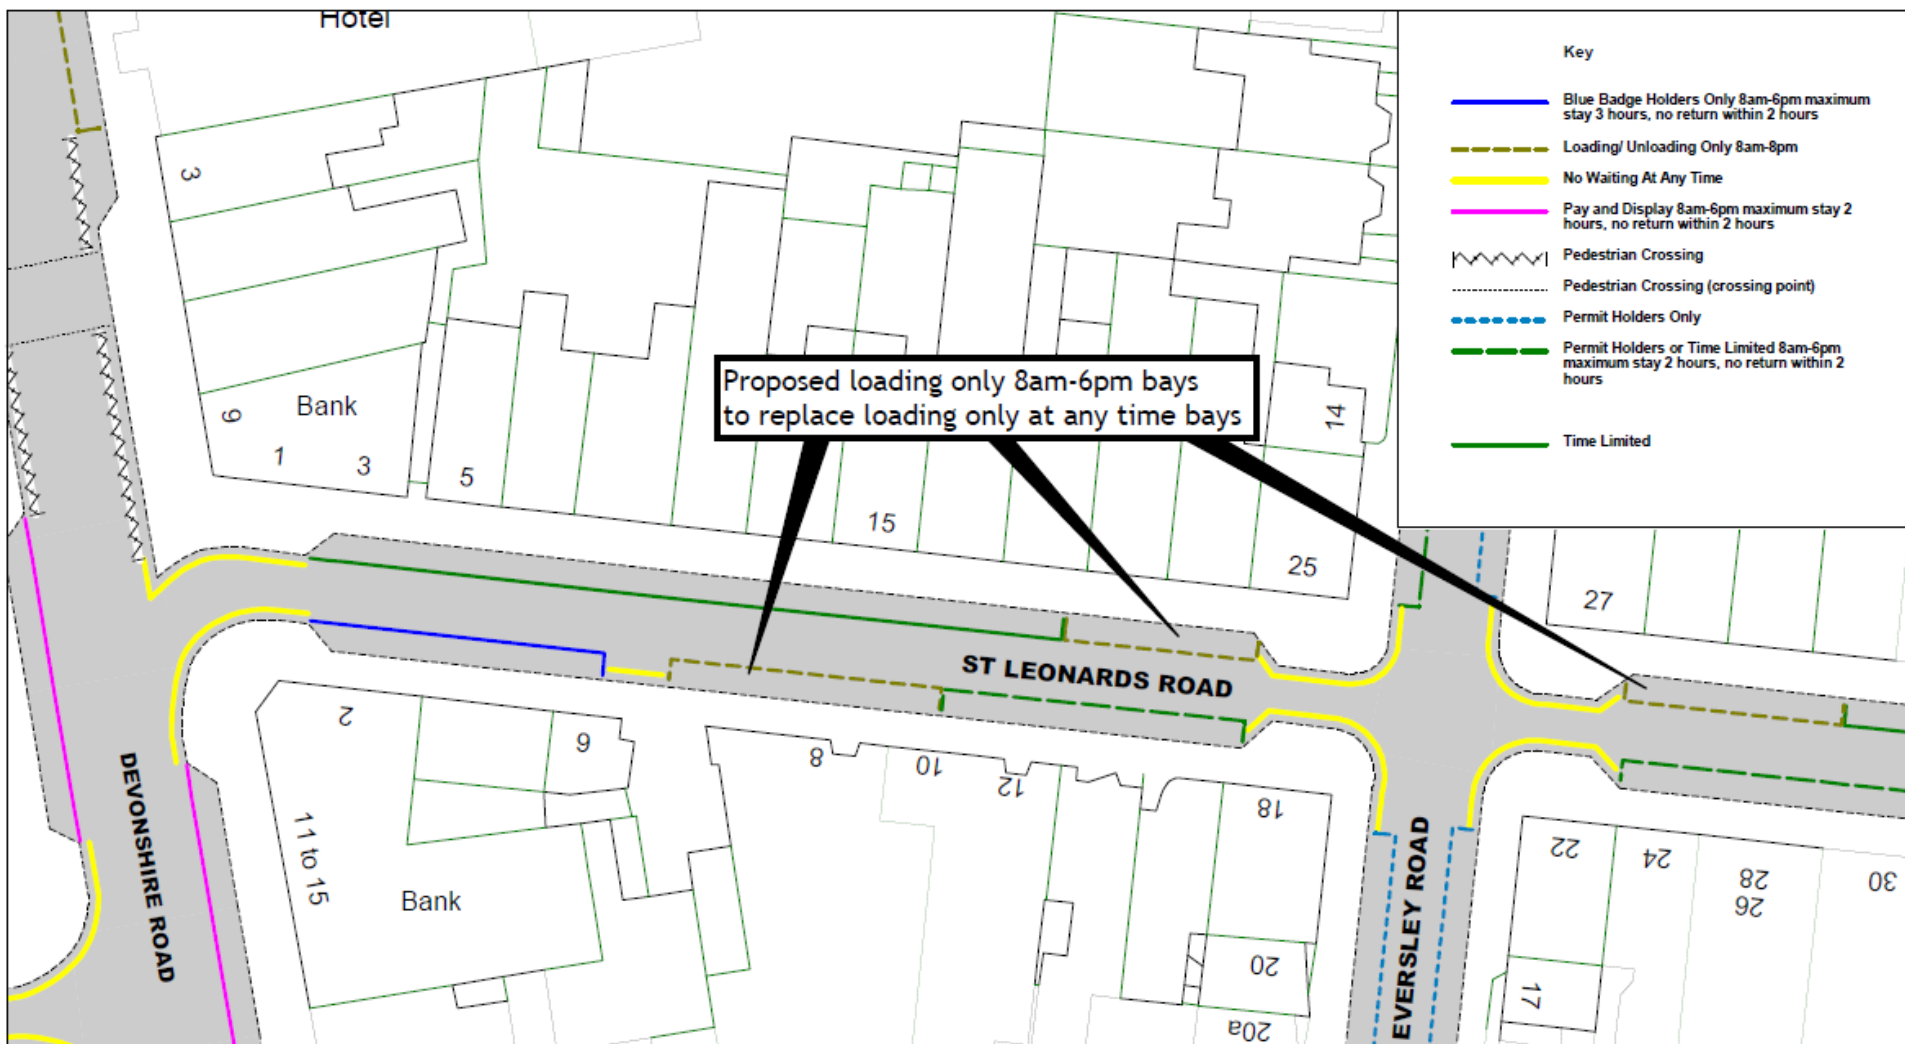 Hotel
Key
Blue Badge Holders Only 8am-6pm maximum
stay 3 hours, no return within 2 hours
Loading/ Unloading Only 8am-8pm
No Waiting At Any Time
Pay and Display 8am-6pm maximum stay 2
hours, no return within 2 hours
Pedestrian Crossing
Pedestrian Crossing (crossing point)
Permit Holders Only
Permit Holders or Time Limited 8am-6pm
maximum stay 2 hours, no return within 2
hours
Time Limited
3
Proposed loading only 8am-6pm bays
to replace loading only at any time bays
14
Bank
9
1
3
5
15
25
27
ST LEONARDS ROAD
2
6
8
10
12
18
22
24
28
26
30
DEVONSHIRE ROAD
11 to 15
Bank
EVERSLEY ROAD
20
17
20a